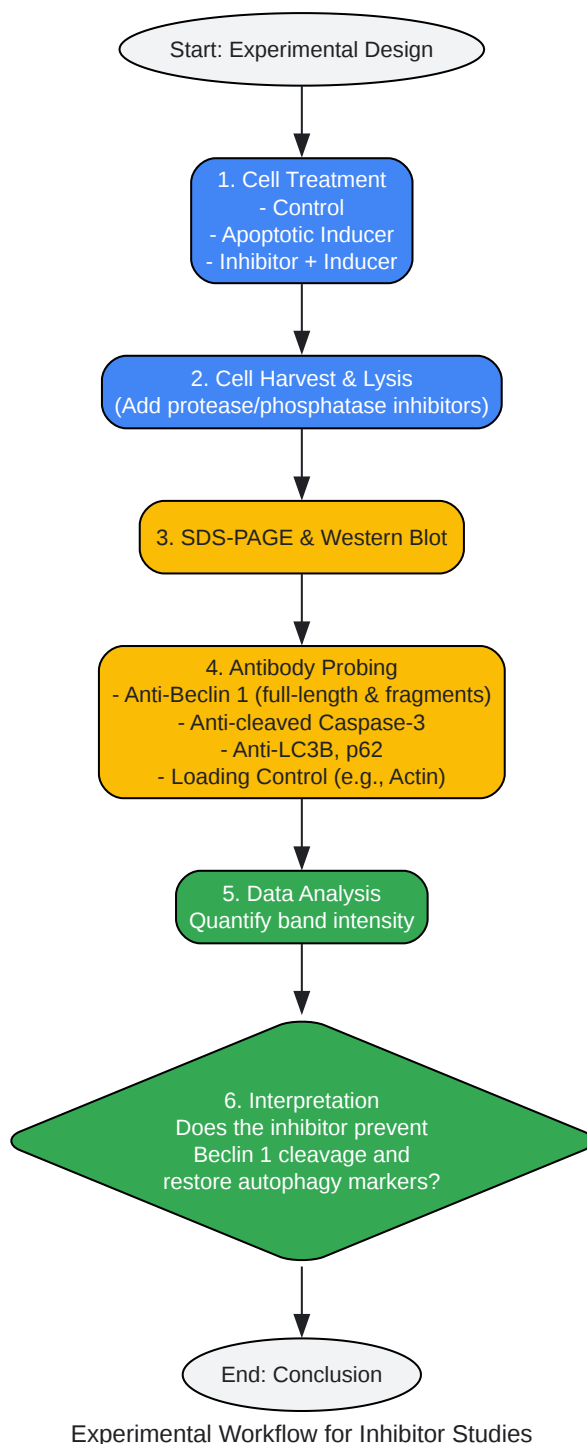 Start: Experimental Design
1. Cell Treatment
- Control
- Apoptotic Inducer
- Inhibitor + Inducer
2. Cell Harvest & Lysis
(Add protease/phosphatase inhibitors)
3. SDS-PAGE & Western Blot
4. Antibody Probing
- Anti-Beclin 1 (full-length & fragments)
- Anti-cleaved Caspase-3
- Anti-LC3B, p62
- Loading Control (e.g., Actin)
5. Data Analysis
Quantify band intensity
6. Interpretation
Does the inhibitor prevent
Beclin 1 cleavage and
restore autophagy markers?
End: Conclusion
Experimental Workflow for Inhibitor Studies